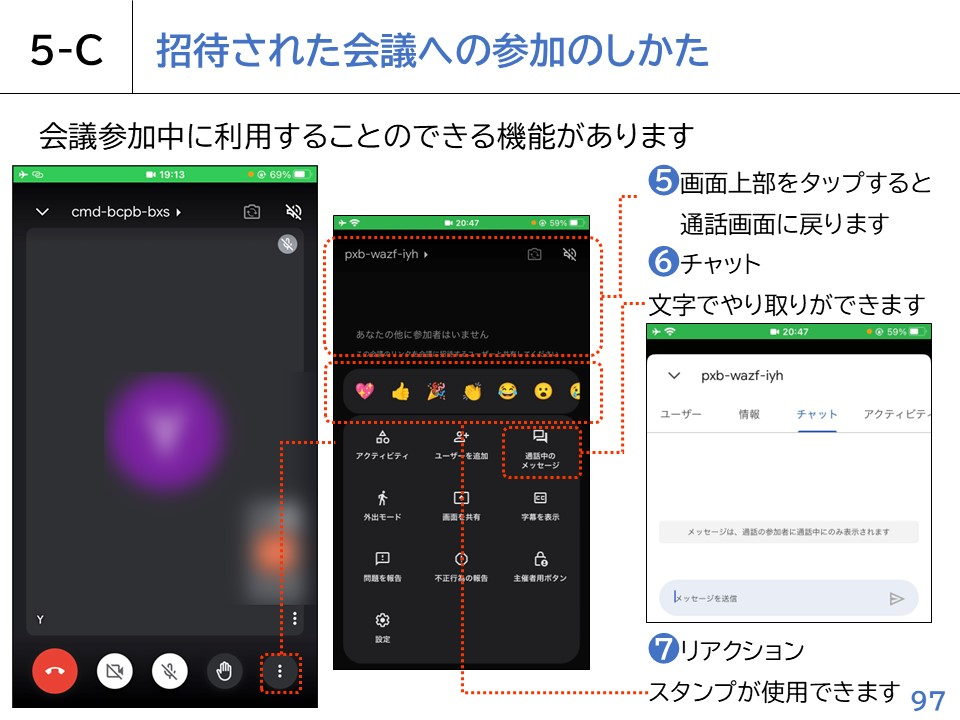 5-C
招待された会議への参加のしかた
会議参加中に利用することのできる機能があります
19:13
69%
cmd-bcpb-bxs
Y
20:47
59%
pxb-wazf-iyh
あなたの他に参加者はいません
アクティビティ
ユーザーを追加
通話中の
メッセージ
外出モード
画面を共有
字幕を表示
問題を報告
不正行為の報告
主催者用ボタン
設定
❺画面上部をタップすると
通話画面に戻ります
❻チャット
文字でやり取りができます
20:47
59%
pxb-wazf-iyh
ユーザー
情報
チャット
アクティビティ
メッセージは、通話の参加者に通話中にのみ表示されます
メッセージを送信
❼リアクション
スタンプが使用できます
97